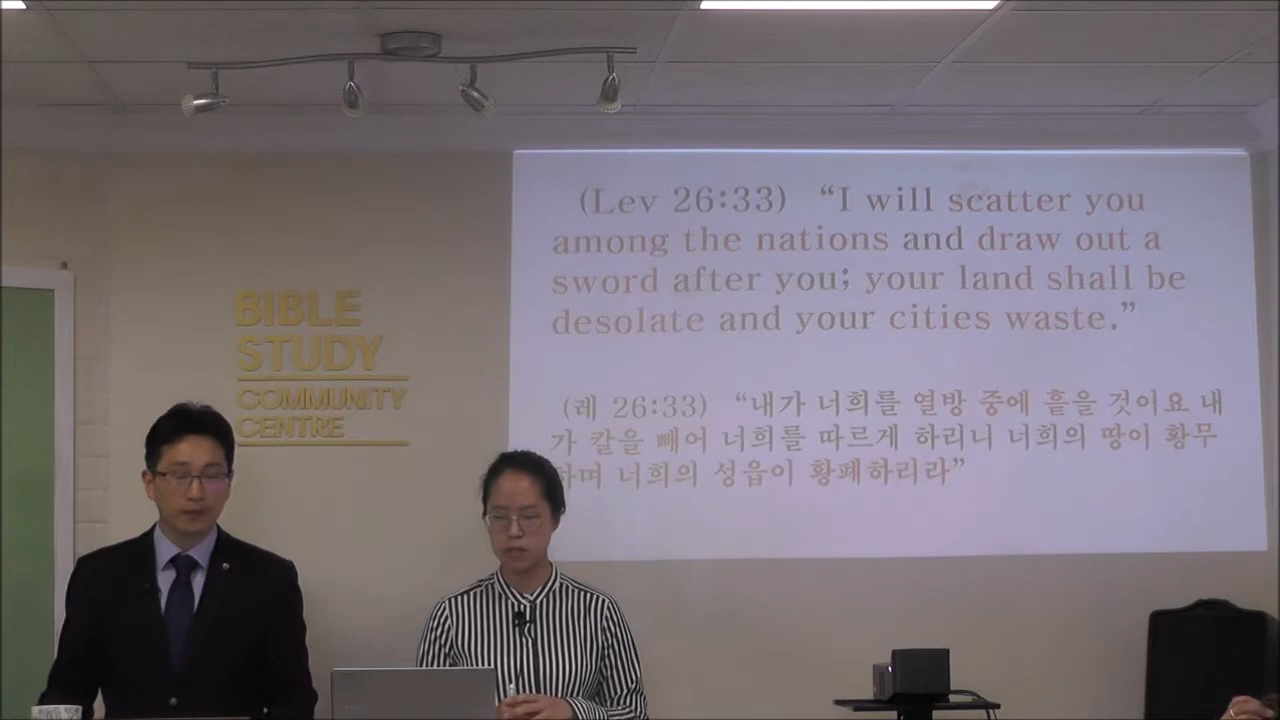 BIBLE
STUDY
COMMUNITY
CENTRE
(Lev 26:33) “I will scatter you
among the nations and draw out a
sword after you; your land shall be
desolate and your cities waste.”
(레 26:33) “내가 너희를 열방 중에 흩을 것이요 내
가 칼을 빼어 너희를 따르게 하리니 너희의 땅이 황무
하며 너희의 성읍이 황폐하리라”